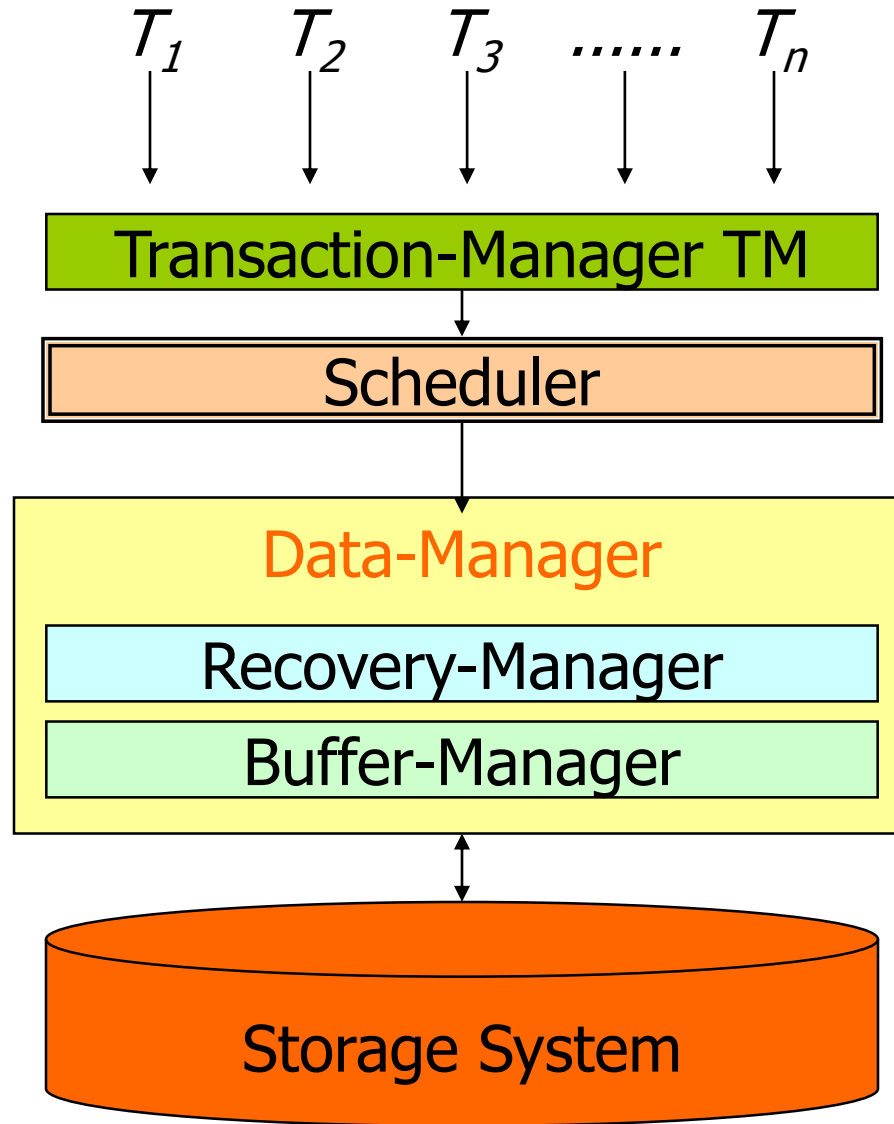 T1 T2 T3 ...... Tn
Transaction-Manager TM
Scheduler
Data-Manager
Recovery-Manager
Buffer-Manager
Storage System